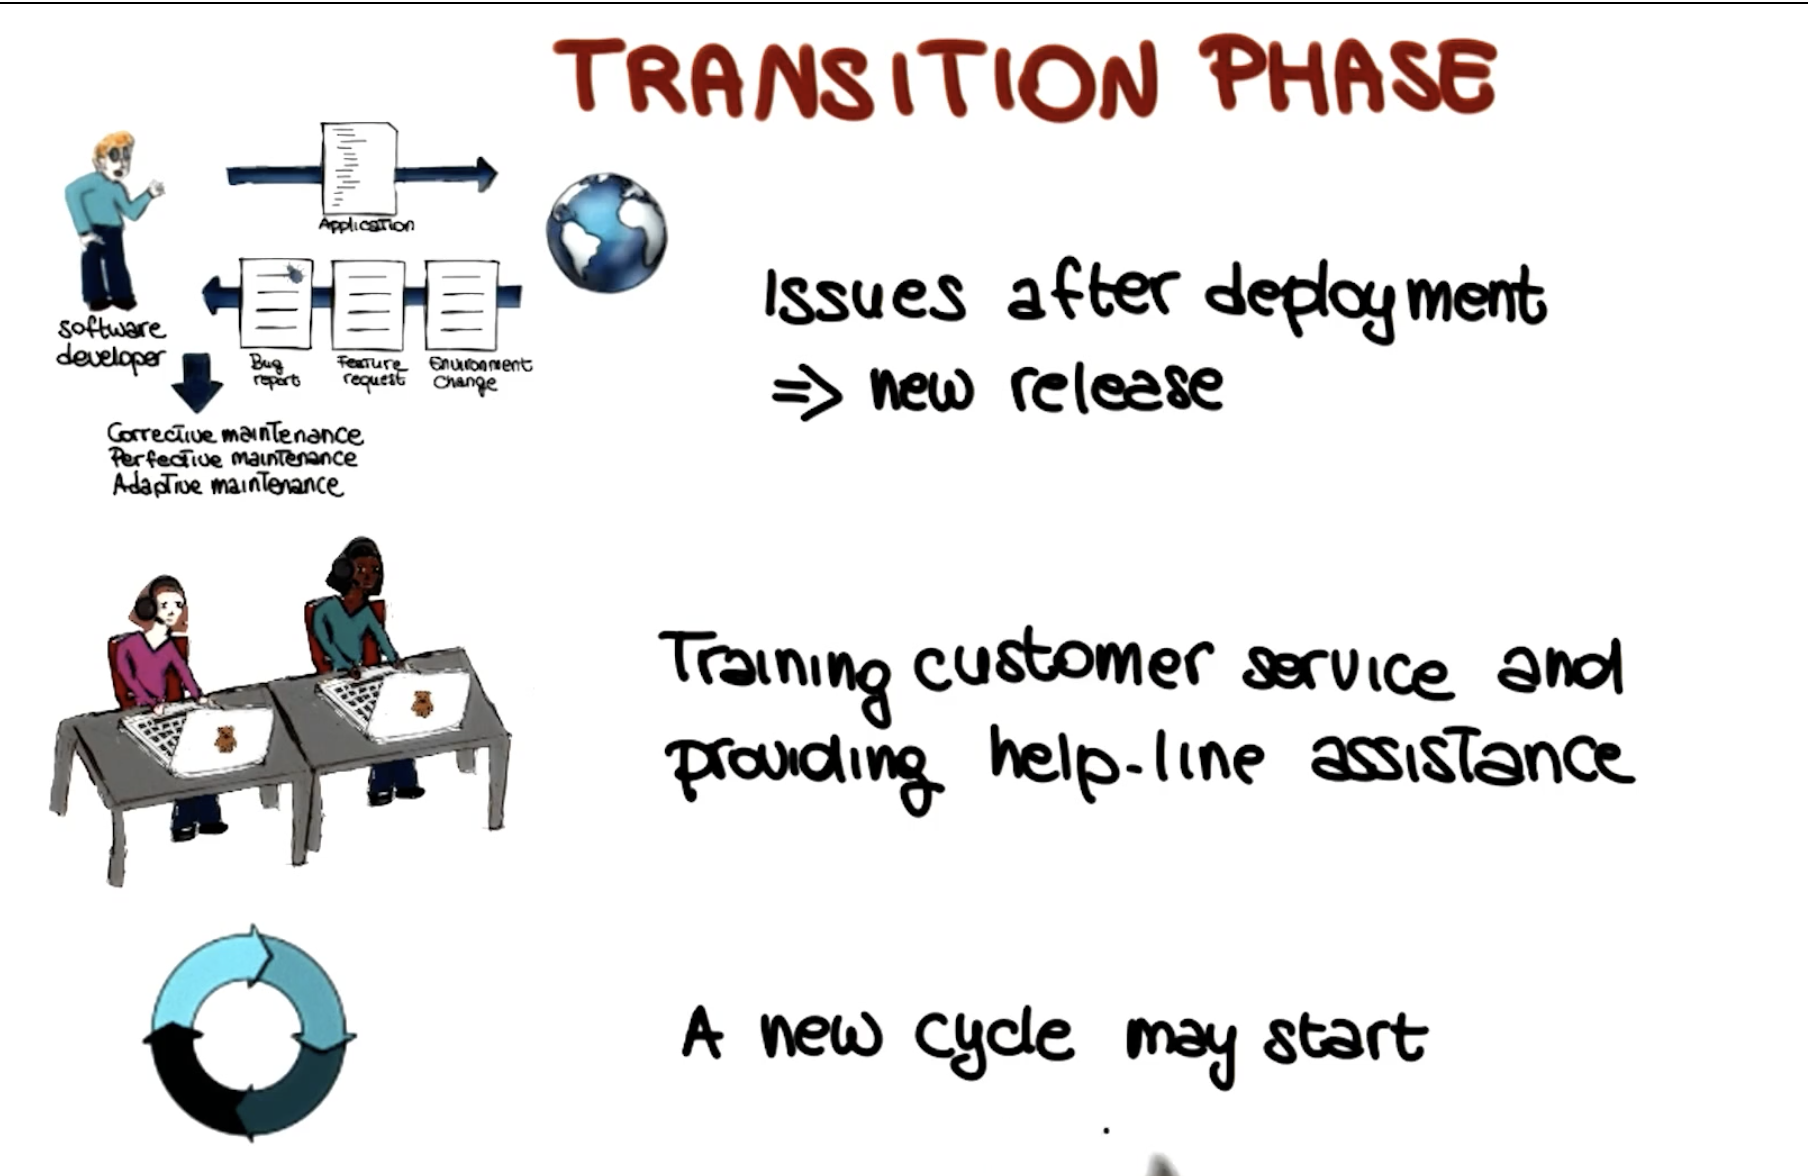 TRANSITION PHASE
Application
software
developer
Bug
report
Feature
request
Environment
Change
Corrective maintenance
Perfective maintenance
Adaptive maintenance
Issues after deployment
=> new release
Training customer service and
providing help-line assistance
A new cycle may start